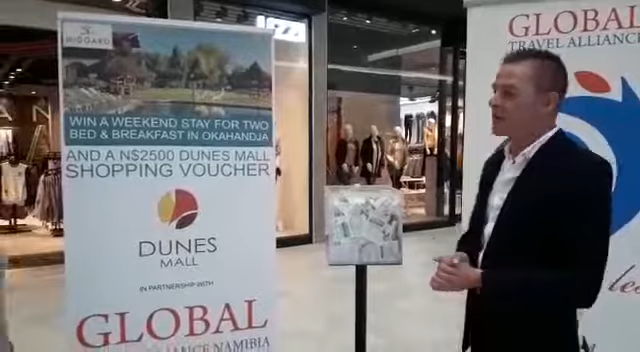 WIN A WEEKEND STAY FOR TWO
BED & BREAKFAST IN OKAHANDJA
AND A N$2500 DUNES MALL
SHOPPING VOUCHER
DUNES
MALL
IN PARTNERSHIP WITH
GLOBAL
NAMIBIA
GLOBAL
TRAVEL ALLIANCE